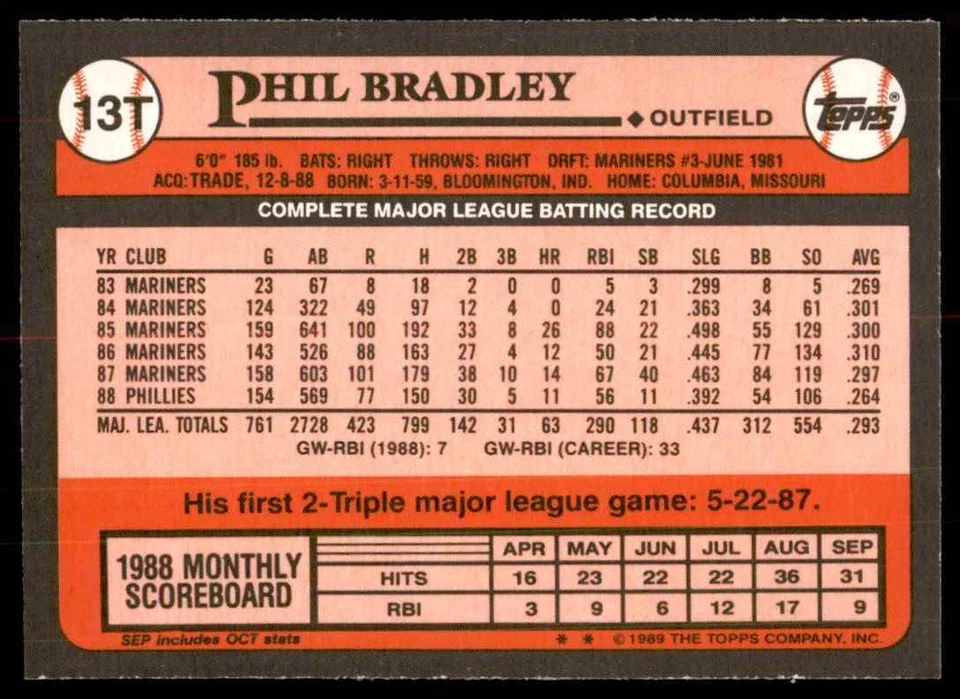 13T
PHIL BRADLEY
◆ OUTFIELD
TOPPS®
6'0" 185 lb. BATS: RIGHT THROWS: RIGHT DRFT: MARINERS #3-JUNE 1981
ACQ: TRADE, 12-8-88 BORN: 3-11-59, BLOOMINGTON, IND. HOME: COLUMBIA, MISSOURI
COMPLETE MAJOR LEAGUE BATTING RECORD
YR CLUB G AB R H 2B 3B HR RBI SB SLG BB SO AVG
83 MARINERS 23 67 8 18 2 0 0 5 3 .299 8 5 .269
84 MARINERS 124 322 49 97 12 4 0 24 21 .363 34 61 .301
85 MARINERS 159 641 100 192 33 8 26 88 22 .498 55 129 .300
86 MARINERS 143 526 88 163 27 4 12 50 21 .445 77 134 .310
87 MARINERS 158 603 101 179 38 10 14 67 40 .463 84 119 .297
88 PHILLIES 154 569 77 150 30 5 11 56 11 .392 54 106 .264
MAJ. LEA. TOTALS 761 2728 423 799 142 31 63 290 118 .437 312 554 .293
GW-RBI (1988): 7 GW-RBI (CAREER): 33
His first 2-Triple major league game: 5-22-87.
1988 MONTHLY
SCOREBOARD
APR MAY JUN JUL AUG SEP
HITS 16 23 22 22 36 31
RBI 3 9 6 12 17 9
SEP includes OCT stats
* * © 1989 THE TOPPS COMPANY, INC.